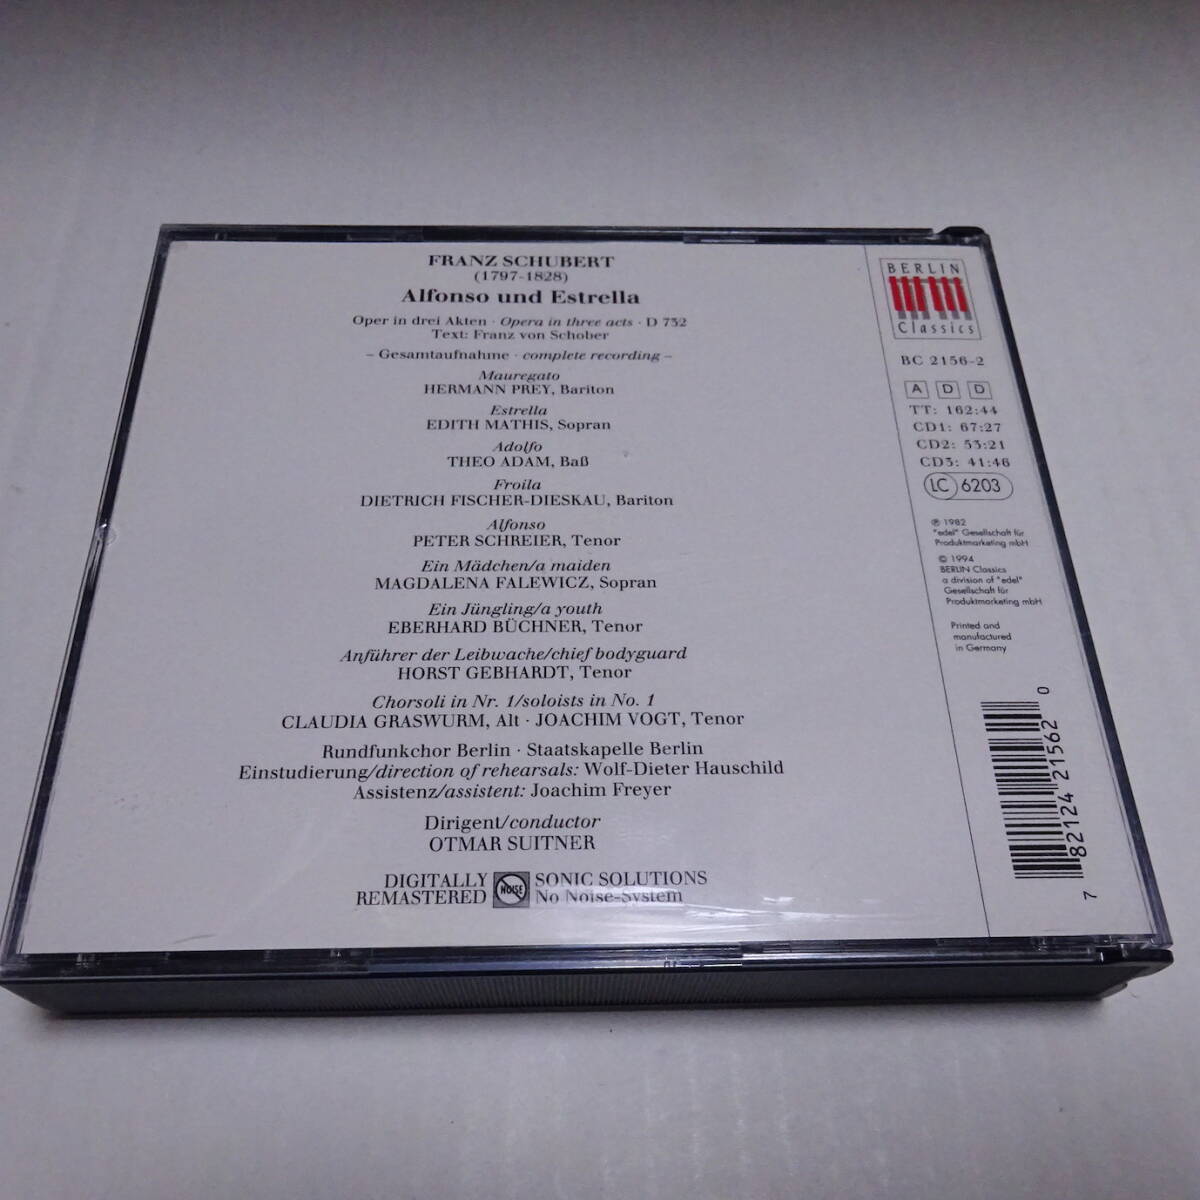 FRANZ SCHUBERT
(1797-1828)
Alfonso und Estrella
Oper in drei Akten · Opera in three acts · D 732
Text: Franz von Schober
– Gesamtaufnahme · complete recording –
Mauregato
HERMANN PREY, Bariton
Estrella
EDITH MATHIS, Sopran
Adolfo
THEO ADAM, Baß
Froila
DIETRICH FISCHER-DIESKAU, Bariton
Alfonso
PETER SCHREIER, Tenor
Ein Mädchen/a maiden
MAGDALENA FALEWICZ, Sopran
Ein Jüngling/a youth
EBERHARD BÜCHNER, Tenor
Anführer der Leibwache/chief bodyguard
HORST GEBHARDT, Tenor
Chorsoli in Nr. 1/soloists in No. 1
CLAUDIA GRASWURM, Alt · JOACHIM VOGT, Tenor
Rundfunkchor Berlin · Staatskapelle Berlin
Einstudierung/direction of rehearsals: Wolf-Dieter Hauschild
Assistenz/assistent: Joachim Freyer
Dirigent/conductor
OTMAR SUITNER
DIGITALLY
REMASTERED
NOISE
SONIC SOLUTIONS
No Noise-System
BERLIN
Classics
BC 2156-2
A D D
TT: 162:44
CD1: 67:27
CD2: 53:21
CD3: 41:46
LC 6203
℗ 1982
"edel" Gesellschaft für
Produktmarketing mbH
© 1994
BERLIN Classics
a division of "edel"
Gesellschaft für
Produktmarketing mbH
Printed and
manufactured
in Germany
7 82124 21562 0